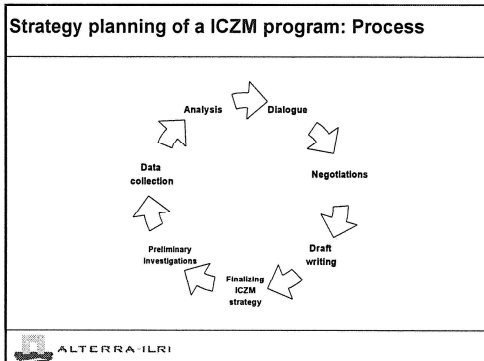 Strategy planning of a ICZM program: Process
Analysis
Dialogue
Negotiations
Draft
writing
Finalizing
ICZM
strategy
Preliminary
investigations
Data
collection
ALTERRA-ILRI